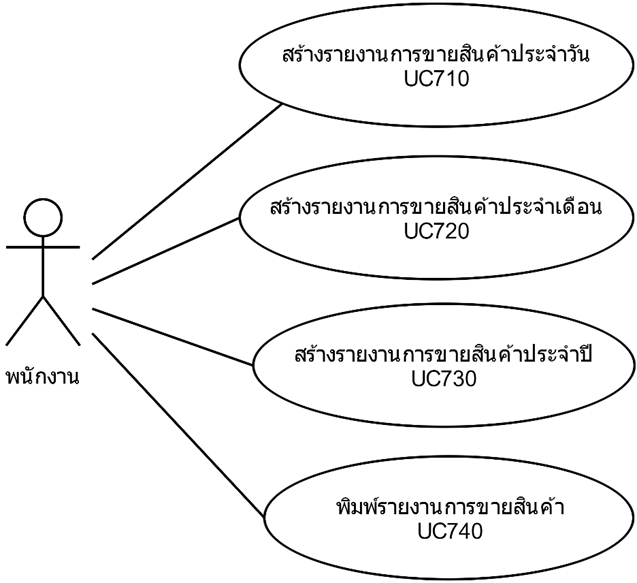 สร้างรายงานการขายสินค้าประจำวัน
UC710
สร้างรายงานการขายสินค้าประจำเดือน
UC720
สร้างรายงานการขายสินค้าประจำปี
UC730
พนักงาน
พิมพ์รายงานการขายสินค้า
UC740